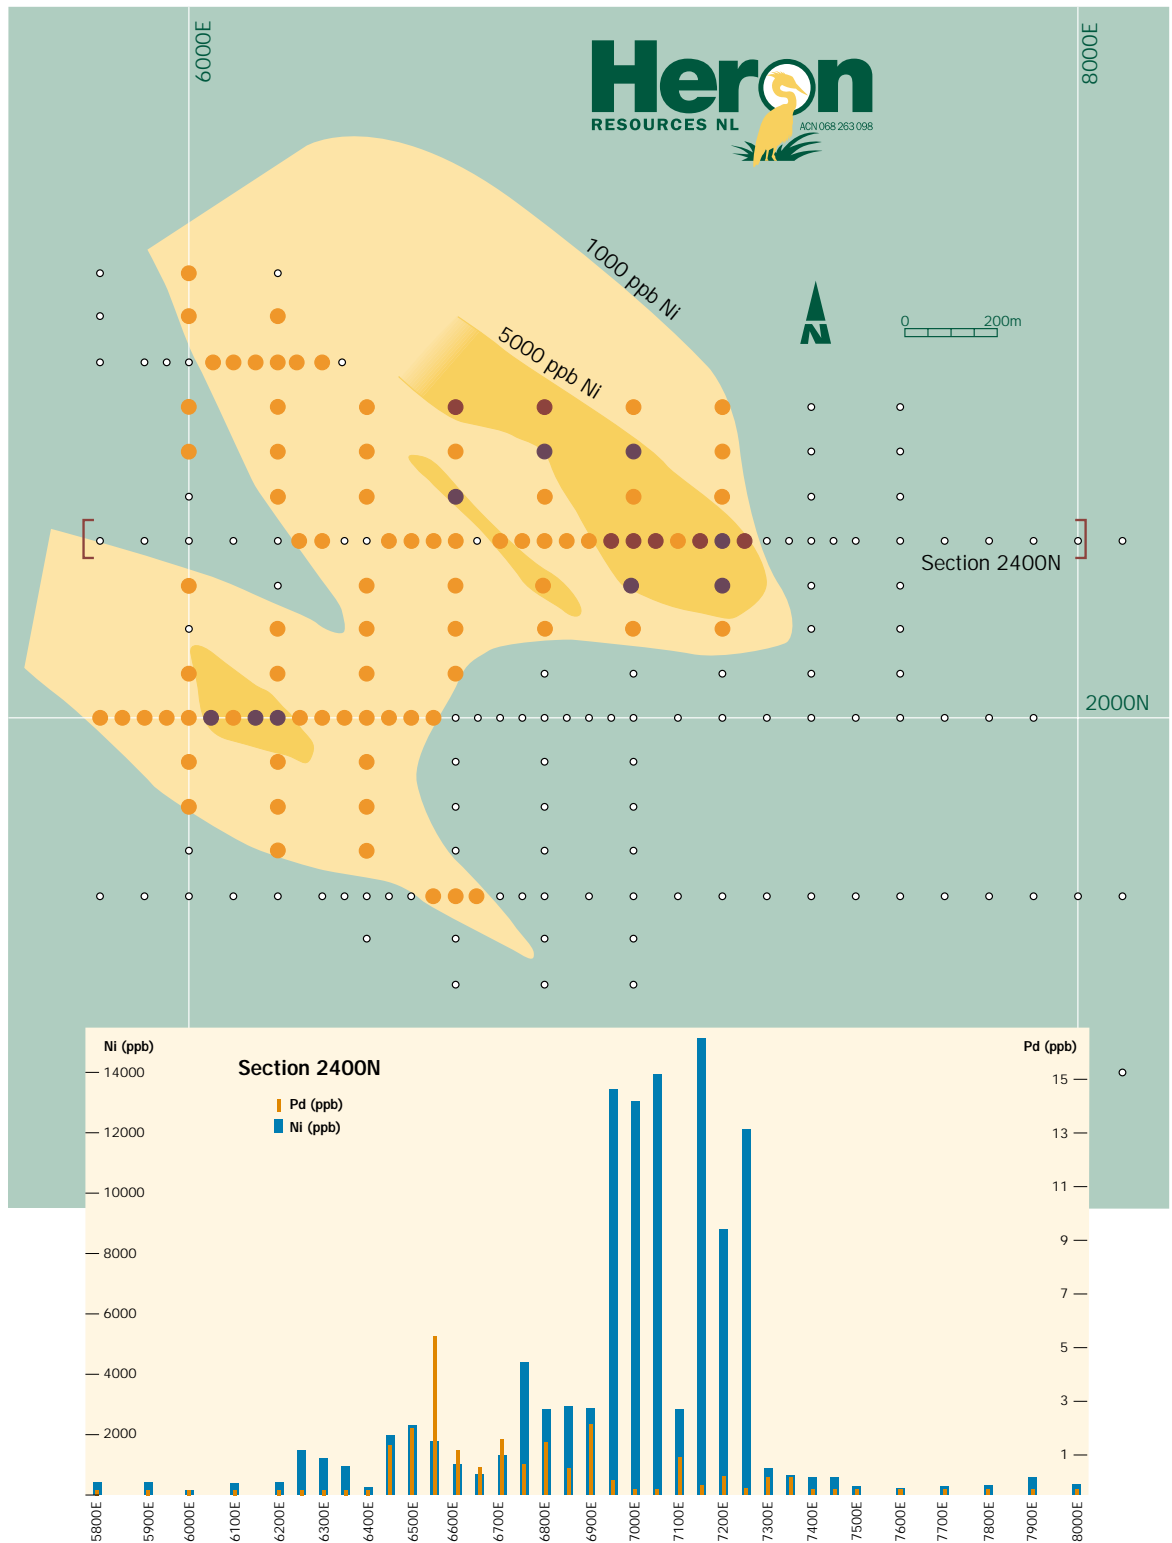 6000E
8000E
Heron
RESOURCES NL
ACN 068 263 098
1000 ppb Ni
5000 ppb Ni
N
0 200m
Section 2400N
2000N
Ni (ppb)
Section 2400N
Pd (ppb)
Pd (ppb)
Ni (ppb)
14000
12000
10000
8000
6000
4000
2000
15
13
11
9
7
5
3
1
5800E
5900E
6000E
6100E
6200E
6300E
6400E
6500E
6600E
6700E
6800E
6900E
7000E
7100E
7200E
7300E
7400E
7500E
7600E
7700E
7800E
7900E
8000E